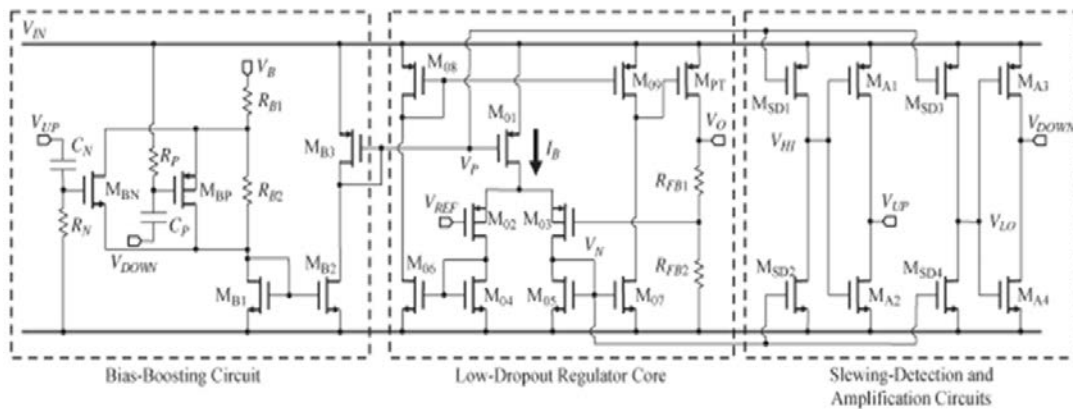 V_IN
V_B
R_B1
V_UP
C_N
R_P
M_BN
M_BP
R_B2
R_N
C_P
V_DOWN
M_B1
M_B2
M_B3
Bias-Boosting Circuit
M_08
M_09
M_PT
M_01
V_O
V_P
I_B
R_FB1
V_REF
M_02
M_03
V_N
R_FB2
M_06
M_04
M_05
M_07
Low-Dropout Regulator Core
M_SD1
M_A1
M_SD3
M_A3
V_HI
V_DOWN
V_UP
V_LO
M_SD2
M_A2
M_SD4
M_A4
Slewing-Detection and
Amplification Circuits